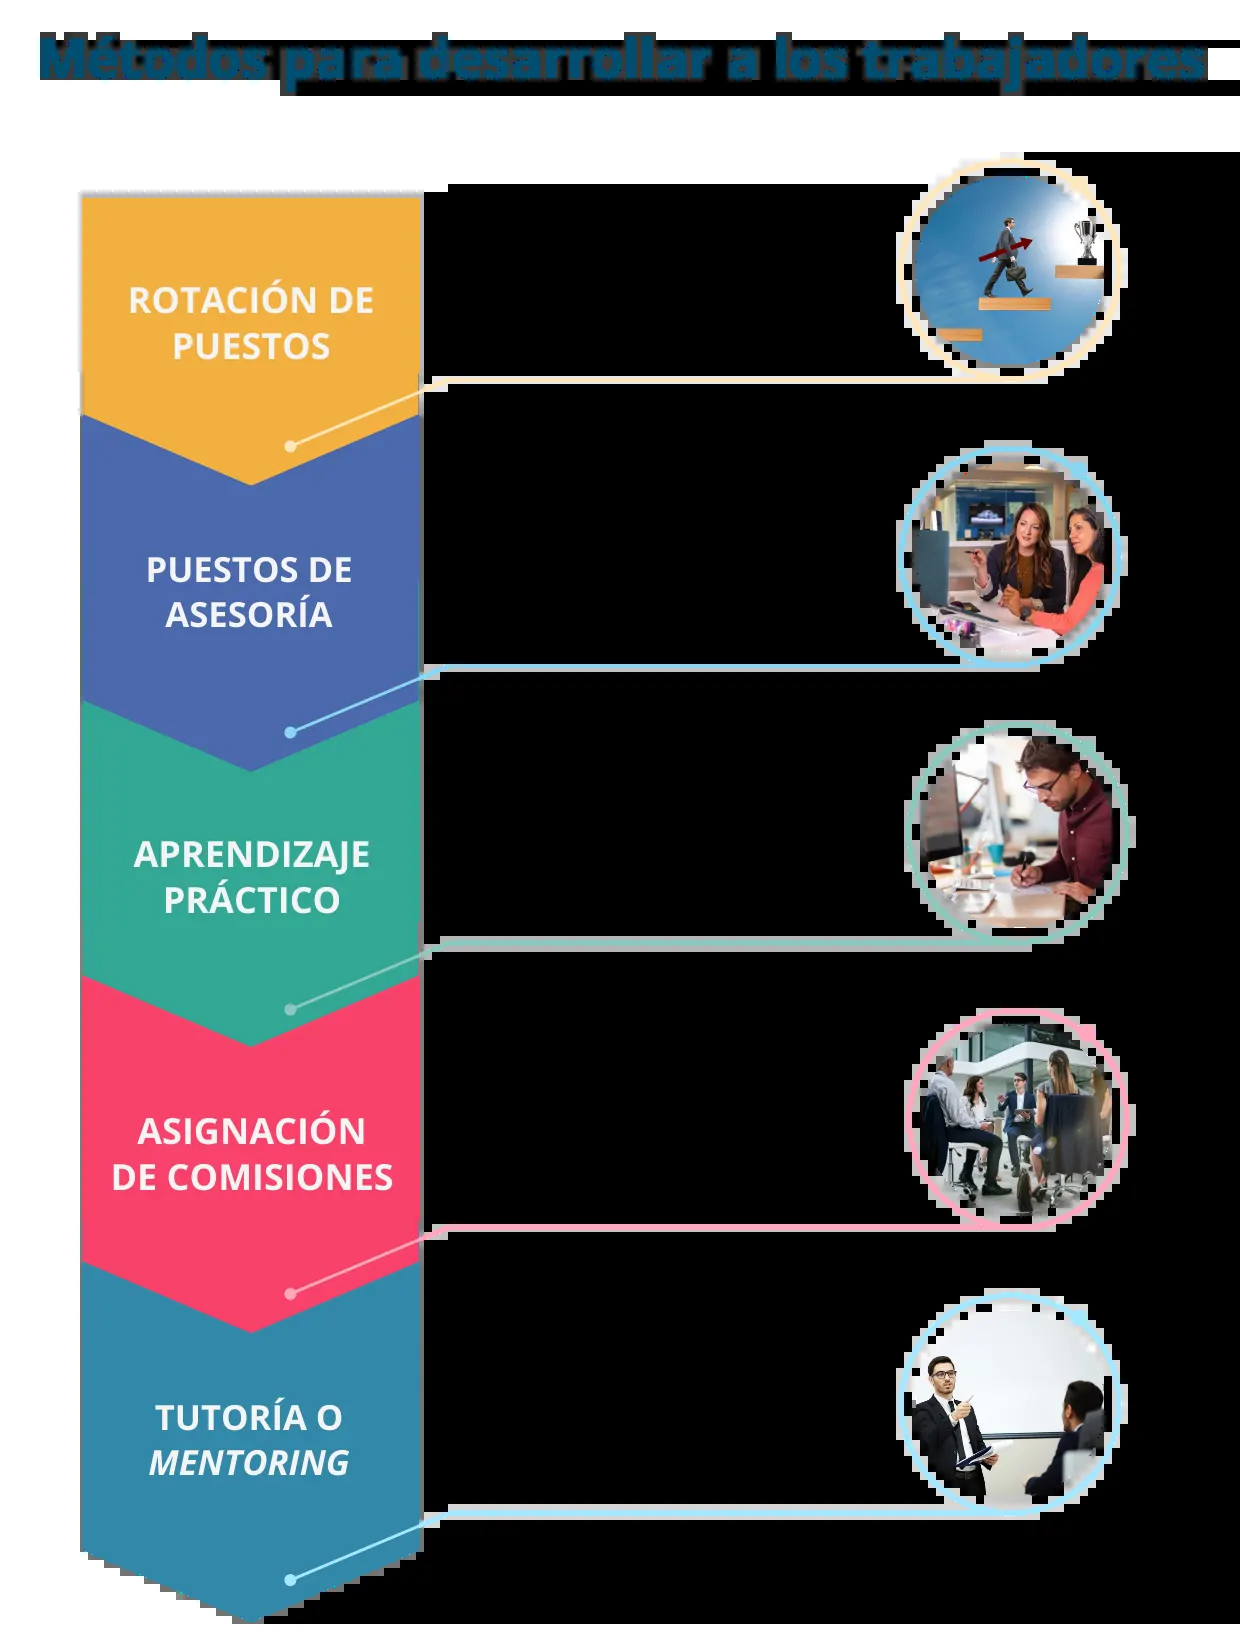 Métodos para desarrollar a los trabajadores
ROTACIÓN DE
PUESTOS
PUESTOS DE
ASESORÍA
APRENDIZAJE
PRÁCTICO
ASIGNACIÓN
DE COMISIONES
TUTORÍA O
MENTORING